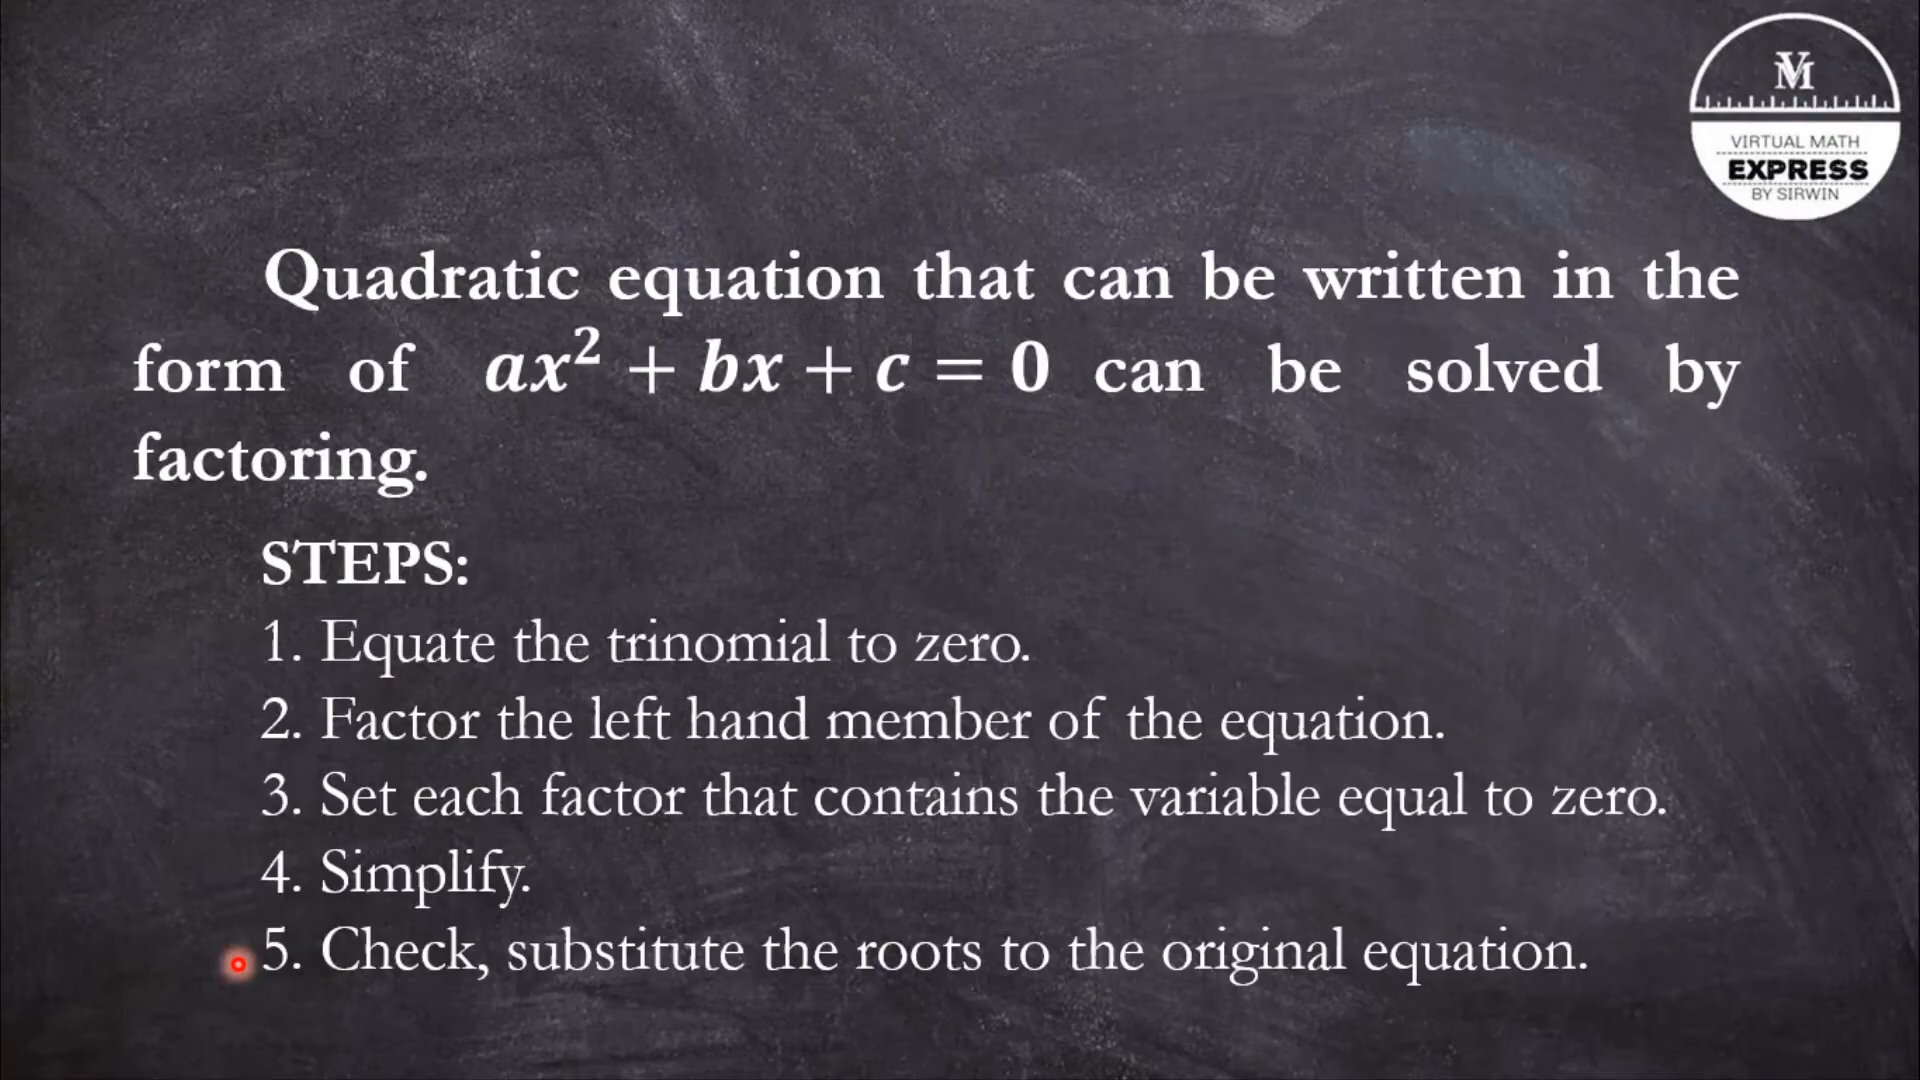 VM
VIRTUAL MATH
EXPRESS
BY SIRWIN
Quadratic equation that can be written in the
form of ax² + bx + c = 0 can be solved by
factoring.
STEPS:
1. Equate the trinomial to zero.
2. Factor the left hand member of the equation.
3. Set each factor that contains the variable equal to zero.
4. Simplify.
5. Check, substitute the roots to the original equation.